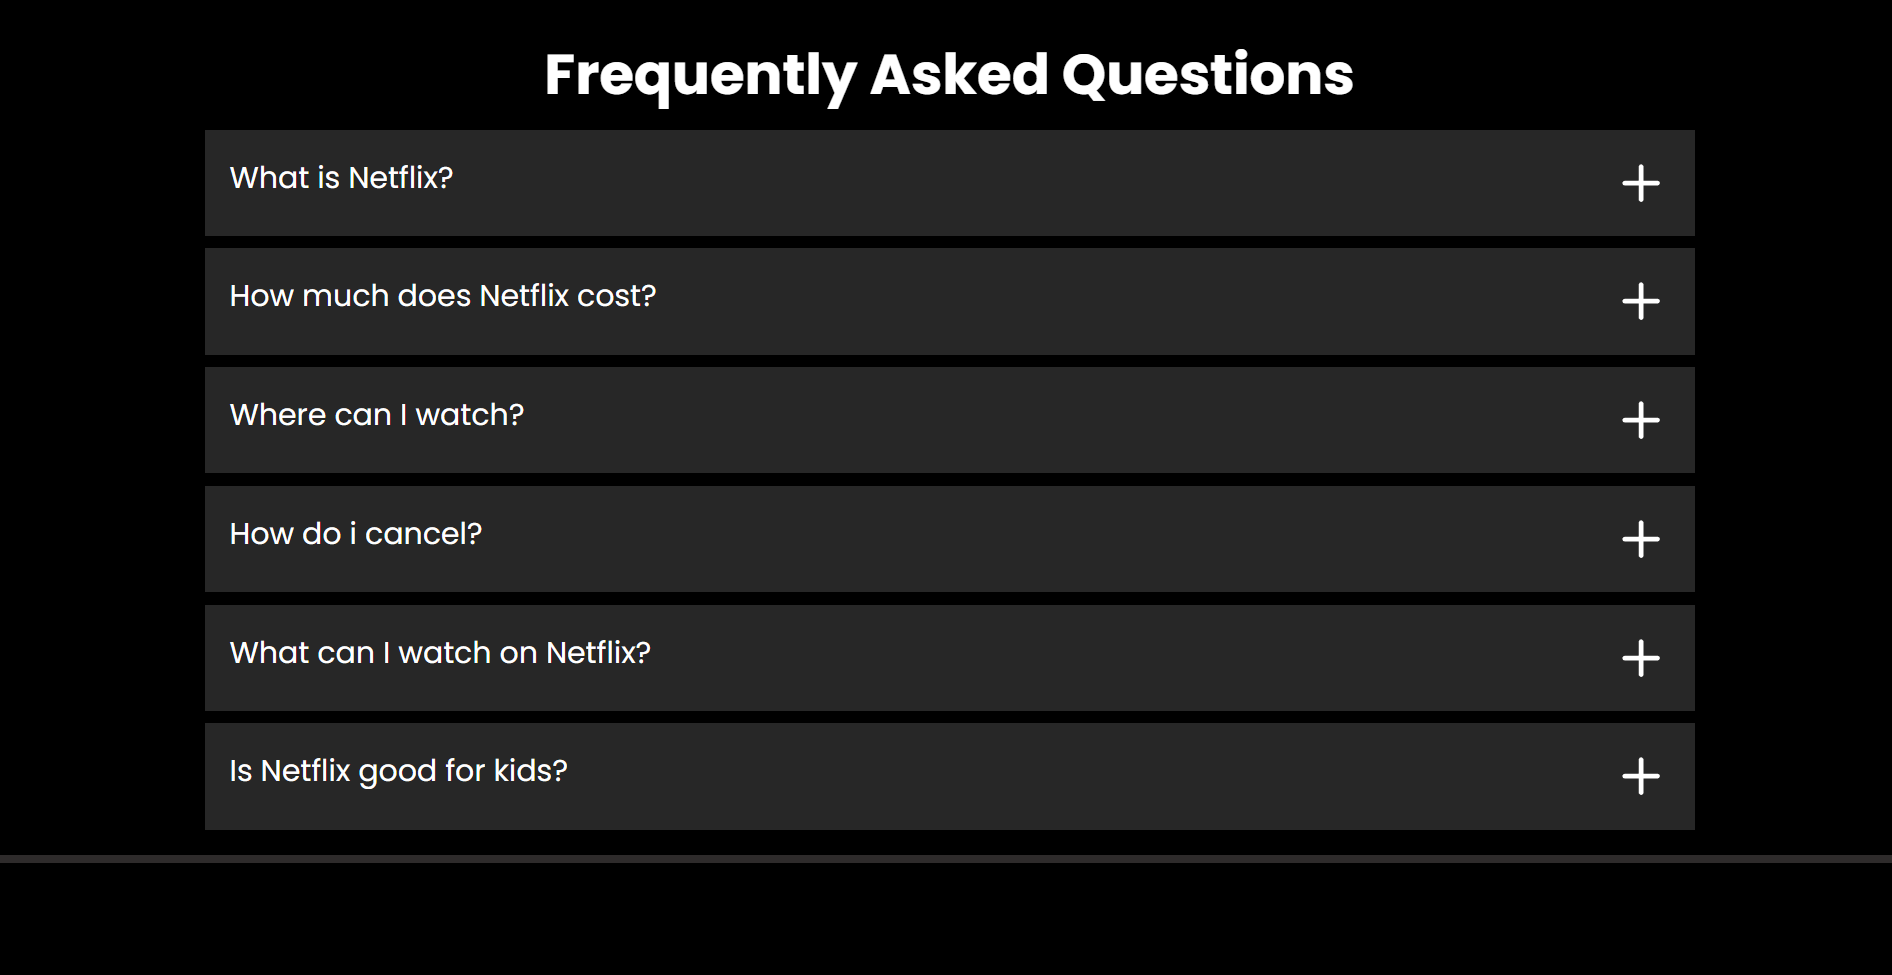 Frequently Asked Questions
What is Netflix?
How much does Netflix cost?
Where can I watch?
How do i cancel?
What can I watch on Netflix?
Is Netflix good for kids?